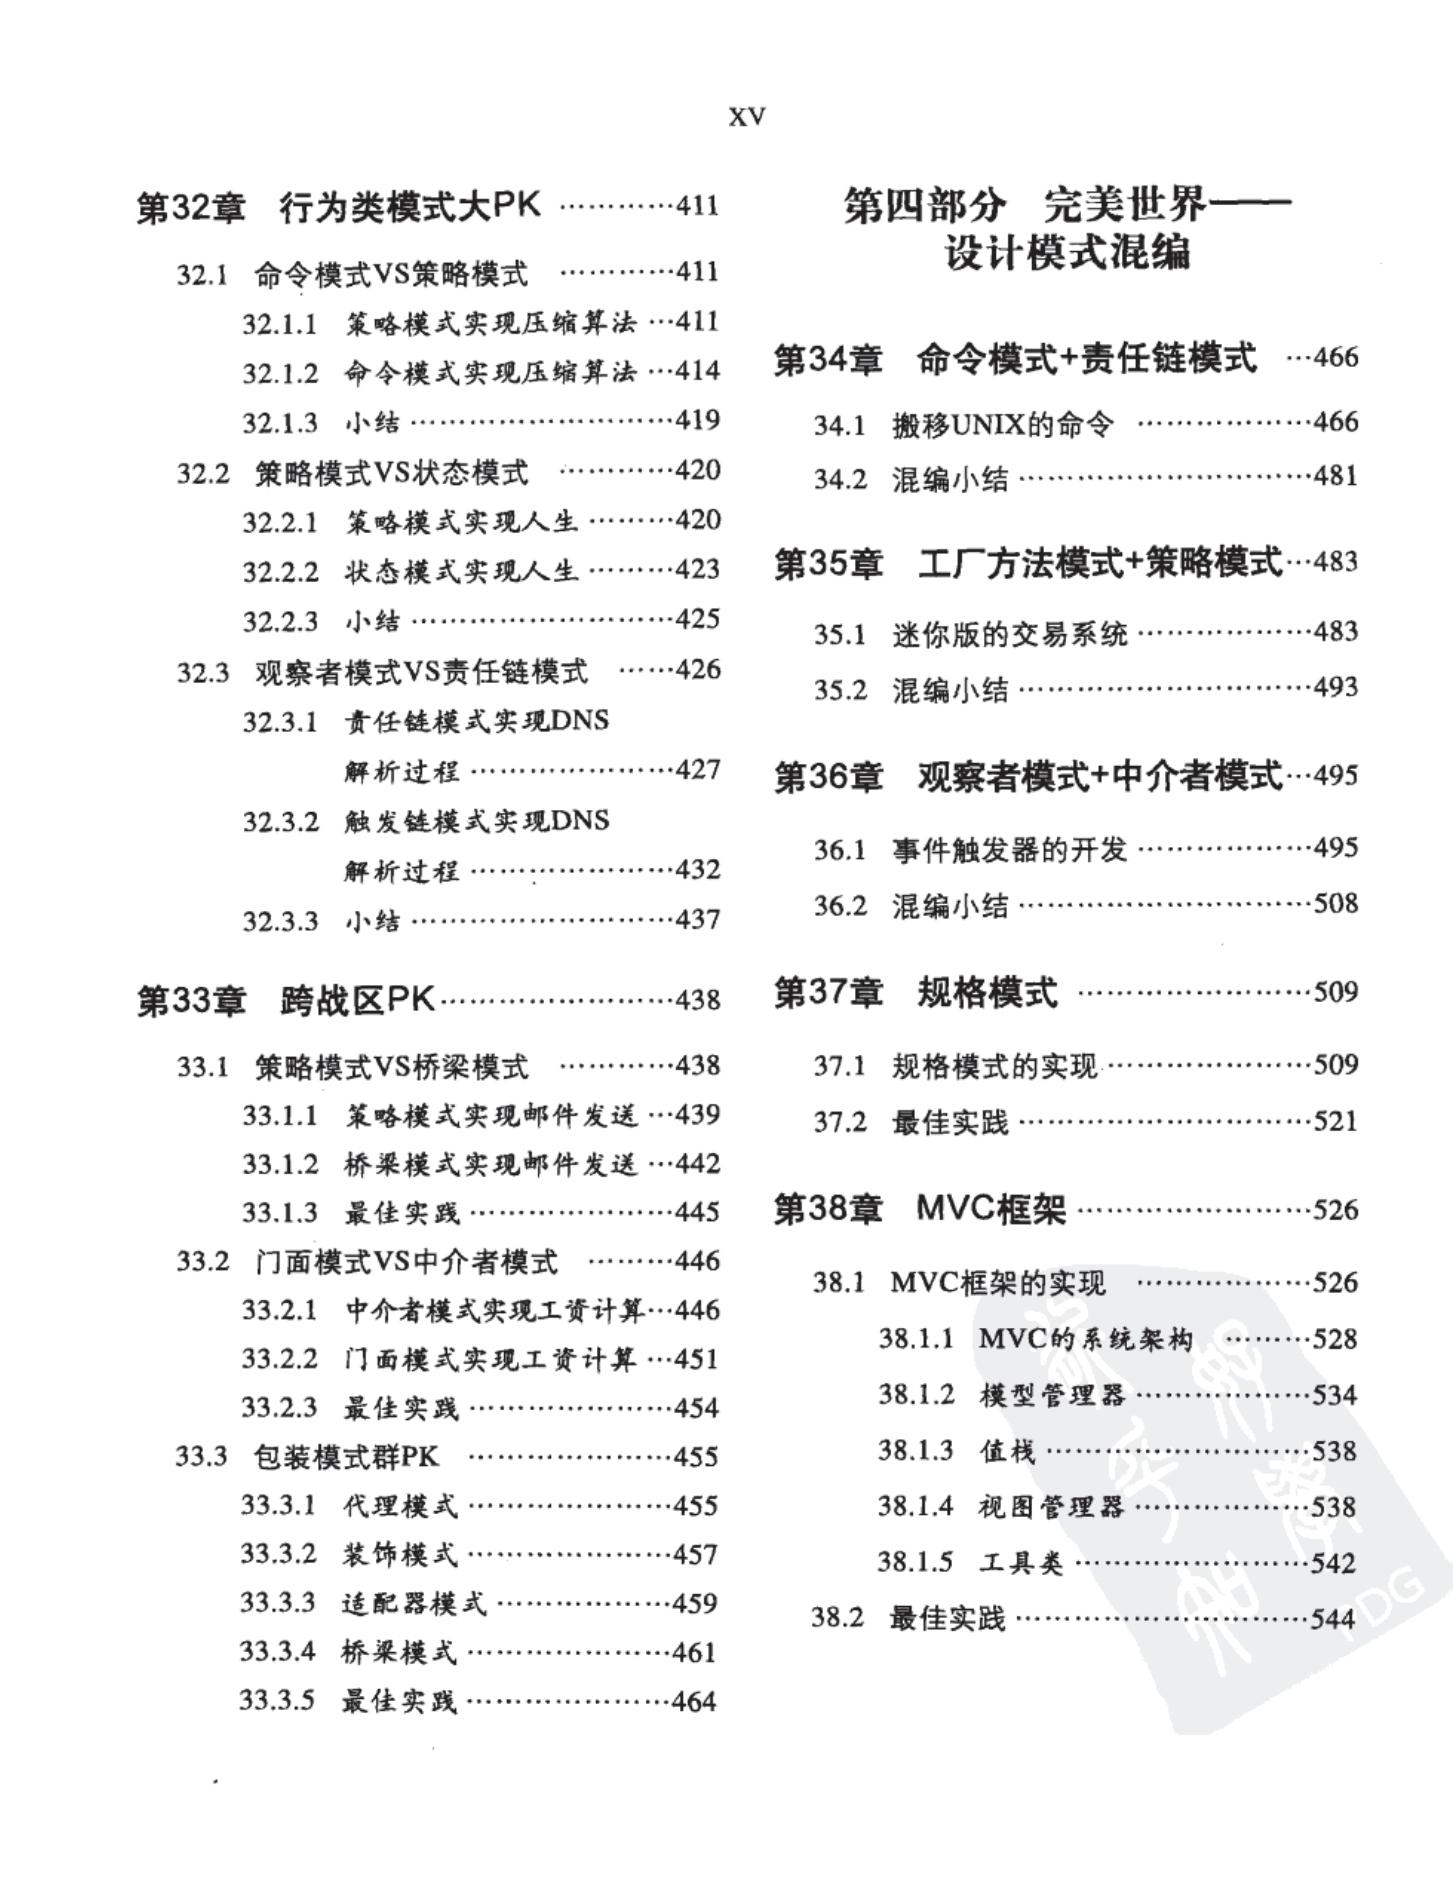 XV
第32章 行为类模式大PK …………411
32.1 命令模式VS策略模式 …………411
32.1.1 策略模式实现压缩算法 …411
32.1.2 命令模式实现压缩算法 …414
32.1.3 小结………………………419
32.2 策略模式VS状态模式 …………420
32.2.1 策略模式实现人生………420
32.2.2 状态模式实现人生………423
32.2.3 小结………………………425
32.3 观察者模式VS责任链模式 ……426
32.3.1 责任链模式实现DNS
解析过程…………………427
32.3.2 触发链模式实现DNS
解析过程…………………432
32.3.3 小结………………………437
第33章 跨战区PK……………………438
33.1 策略模式VS桥梁模式 …………438
33.1.1 策略模式实现邮件发送 …439
33.1.2 桥梁模式实现邮件发送 …442
33.1.3 最佳实践…………………445
33.2 门面模式VS中介者模式 ………446
33.2.1 中介者模式实现工资计算…446
33.2.2 门面模式实现工资计算 …451
33.2.3 最佳实践…………………454
33.3 包装模式群PK …………………455
33.3.1 代理模式…………………455
33.3.2 装饰模式…………………457
33.3.3 适配器模式………………459
33.3.4 桥梁模式…………………461
33.3.5 最佳实践…………………464
第四部分 完美世界——
设计模式混编
第34章 命令模式+责任链模式 …466
34.1 搬移UNIX的命令 ………………466
34.2 混编小结…………………………481
第35章 工厂方法模式+策略模式…483
35.1 迷你版的交易系统………………483
35.2 混编小结…………………………493
第36章 观察者模式+中介者模式…495
36.1 事件触发器的开发………………495
36.2 混编小结…………………………508
第37章 规格模式 ……………………509
37.1 规格模式的实现…………………509
37.2 最佳实践…………………………521
第38章 MVC框架……………………526
38.1 MVC框架的实现 ………………526
38.1.1 MVC的系统架构 ………528
38.1.2 模型管理器………………534
38.1.3 值栈………………………538
38.1.4 视图管理器………………538
38.1.5 工具类……………………542
38.2 最佳实践…………………………544
PDG